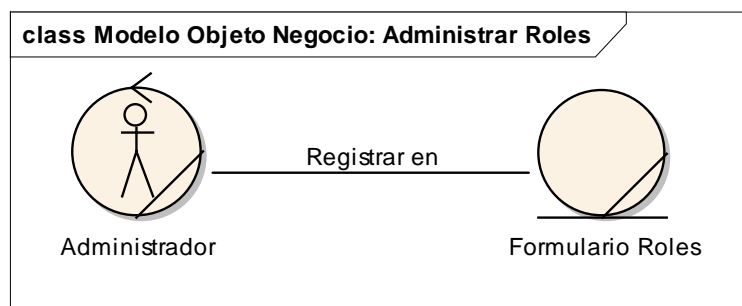 class Modelo Objeto Negocio: Administrar Roles
Registrar en
Administrador
Formulario Roles